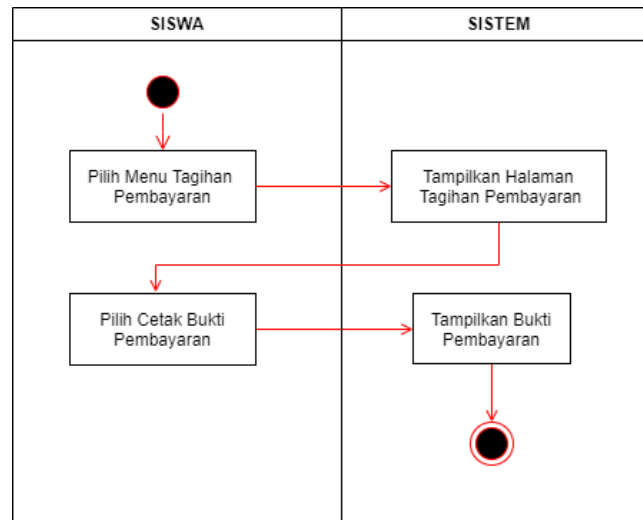 SISWA
SISTEM
Pilih Menu Tagihan
Pembayaran
Tampilkan Halaman
Tagihan Pembayaran
Pilih Cetak Bukti
Pembayaran
Tampilkan Bukti
Pembayaran